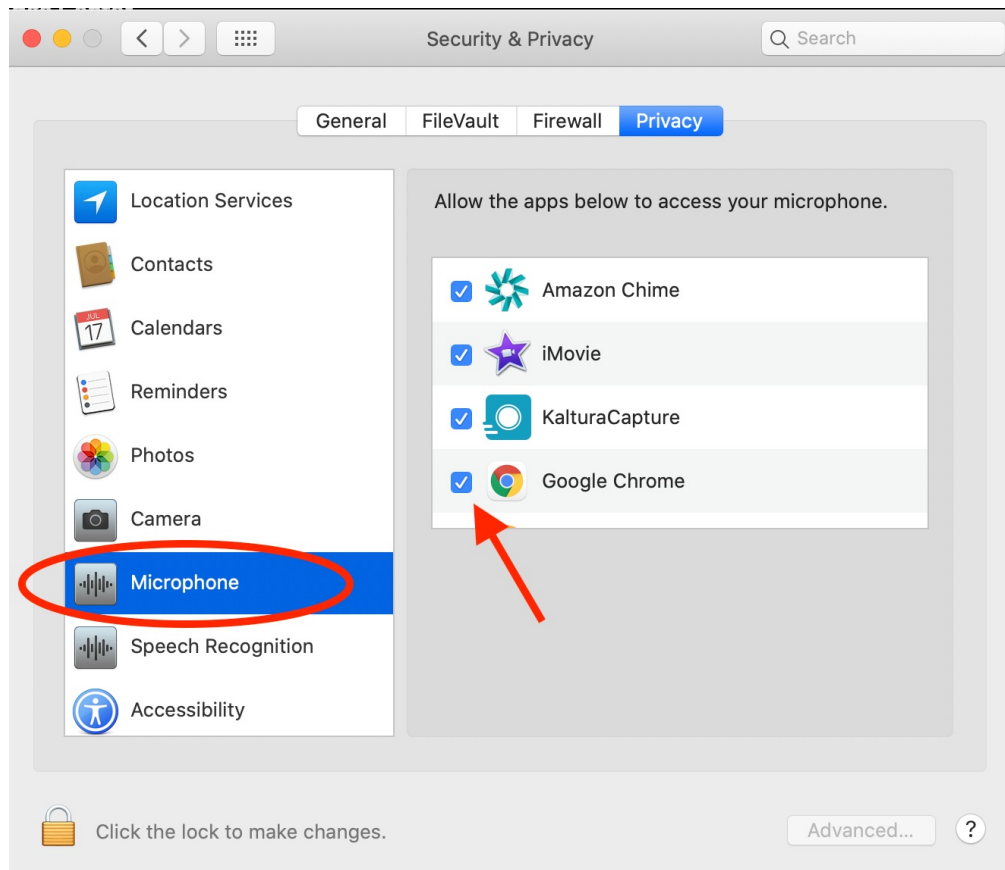 Security & Privacy
Search
General
FileVault
Firewall
Privacy
Location Services
Contacts
JUL
17
Calendars
Reminders
Photos
Camera
Microphone
Speech Recognition
Accessibility
Allow the apps below to access your microphone.
Amazon Chime
iMovie
KalturaCapture
Google Chrome
Click the lock to make changes.
Advanced...
?